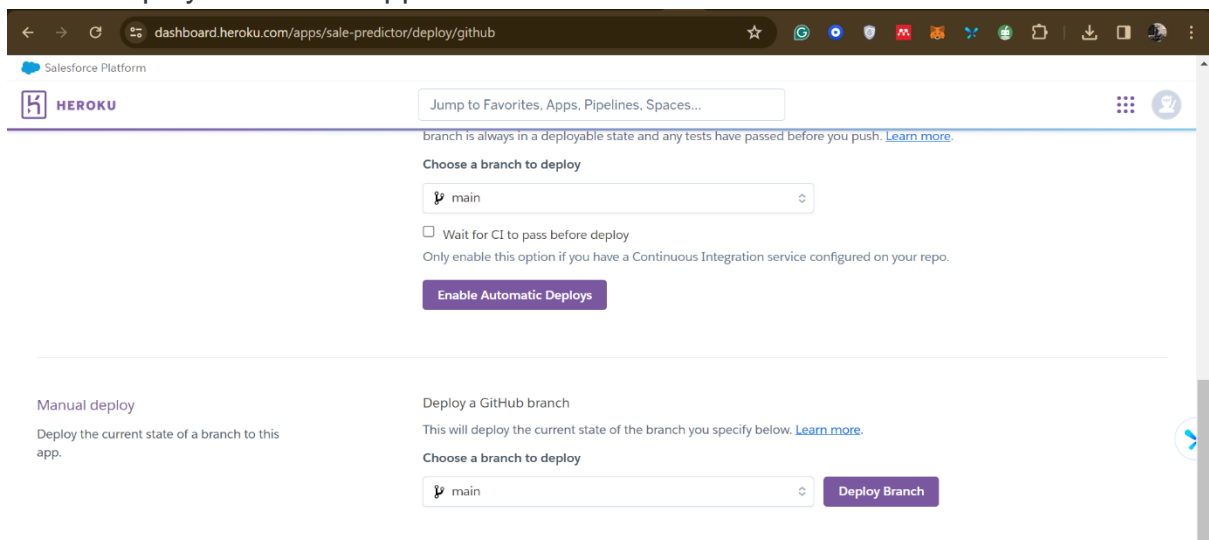 dashboard.heroku.com/apps/sale-predictor/deploy/github
Salesforce Platform
HEROKU
Jump to Favorites, Apps, Pipelines, Spaces...
branch is always in a deployable state and any tests have passed before you push. Learn more.
Choose a branch to deploy
main
Wait for CI to pass before deploy
Only enable this option if you have a Continuous Integration service configured on your repo.
Enable Automatic Deploys
Manual deploy
Deploy the current state of a branch to this
app.
Deploy a GitHub branch
This will deploy the current state of the branch you specify below. Learn more.
Choose a branch to deploy
main
Deploy Branch